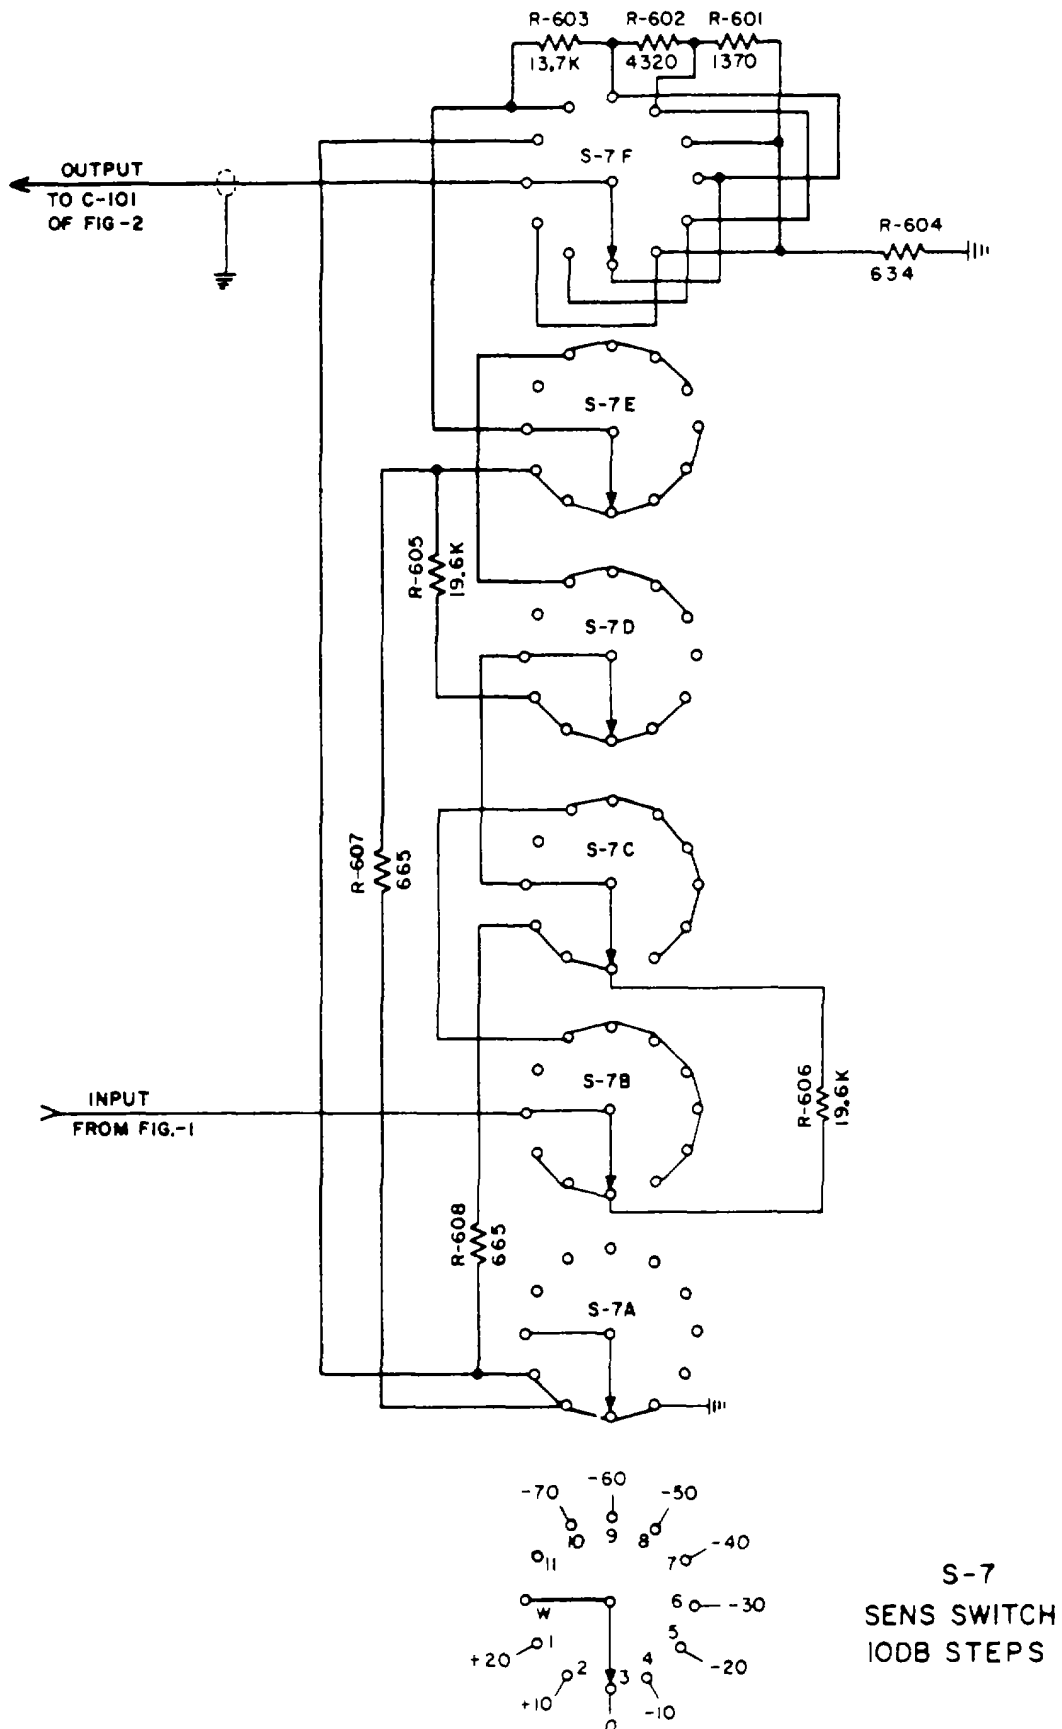 R-603 R-602 R-601
13,7K 4320 1370
S-7F
OUTPUT
TO C-101
OF FIG-2
R-604
634
S-7E
R-605
19.6K
S-7D
R-607
665
S-7C
R-606
19.6K
S-7B
INPUT
FROM FIG.-1
R-608
665
S-7A
-60
-70 -50
9
10 8
-40
11 7
W 6 -30
1 5
+20 2 3 4 -20
+10 -10
S-7
SENS SWITCH
10DB STEPS